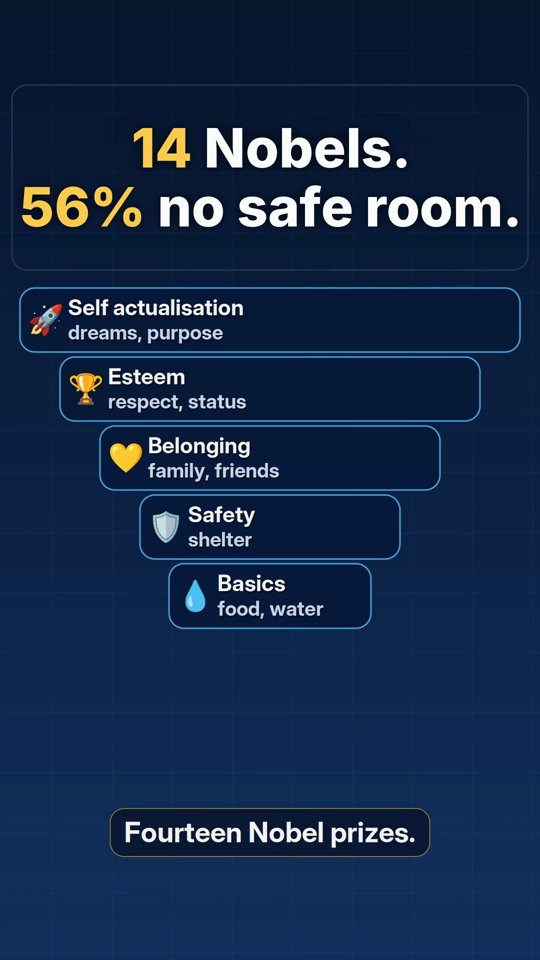 14 Nobels.
56% no safe room.
Self actualisation
dreams, purpose
Esteem
respect, status
Belonging
family, friends
Safety
shelter
Basics
food, water
Fourteen Nobel prizes.